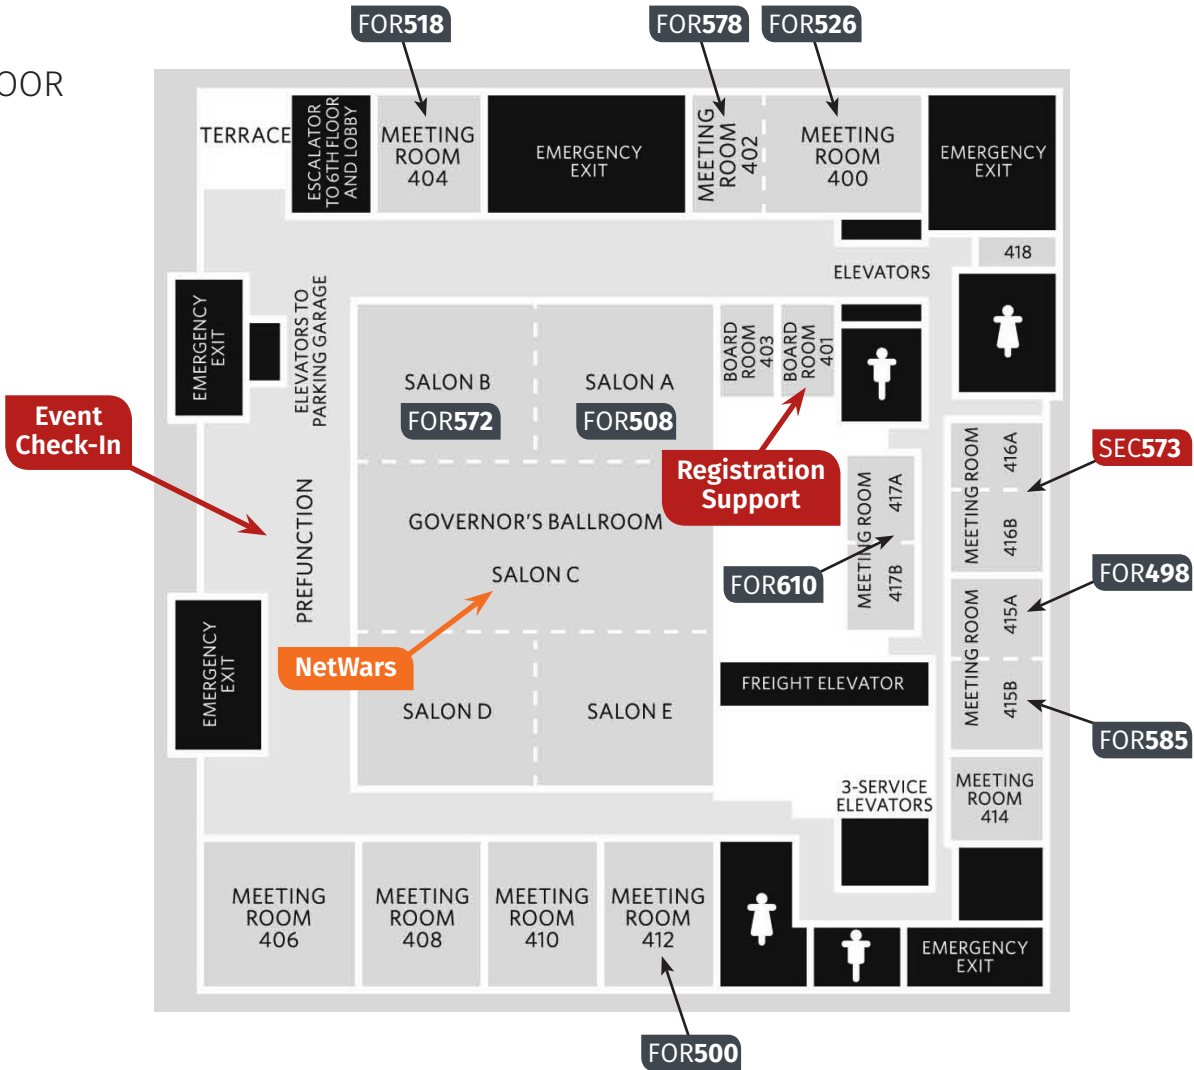 FOR518
FOR578
FOR526
OOR
TERRACE
ESCALATOR
TO 6TH FLOOR
AND LOBBY
MEETING
ROOM
404
EMERGENCY
EXIT
MEETING
ROOM
402
MEETING
ROOM
400
EMERGENCY
EXIT
418
ELEVATORS
EMERGENCY
EXIT
ELEVATORS TO
PARKING GARAGE
SALON B
FOR572
SALON A
FOR508
BOARD
ROOM
403
BOARD
ROOM
401
Event
Check-In
Registration
Support
MEETING ROOM
416A
416B
SEC573
PREFUNCTION
GOVERNOR'S BALLROOM
SALON C
MEETING ROOM
417A
417B
FOR610
FOR498
MEETING ROOM
415A
415B
NetWars
EMERGENCY
EXIT
SALON D
SALON E
FREIGHT ELEVATOR
FOR585
3-SERVICE
ELEVATORS
MEETING
ROOM
414
MEETING
ROOM
406
MEETING
ROOM
408
MEETING
ROOM
410
MEETING
ROOM
412
EMERGENCY
EXIT
FOR500